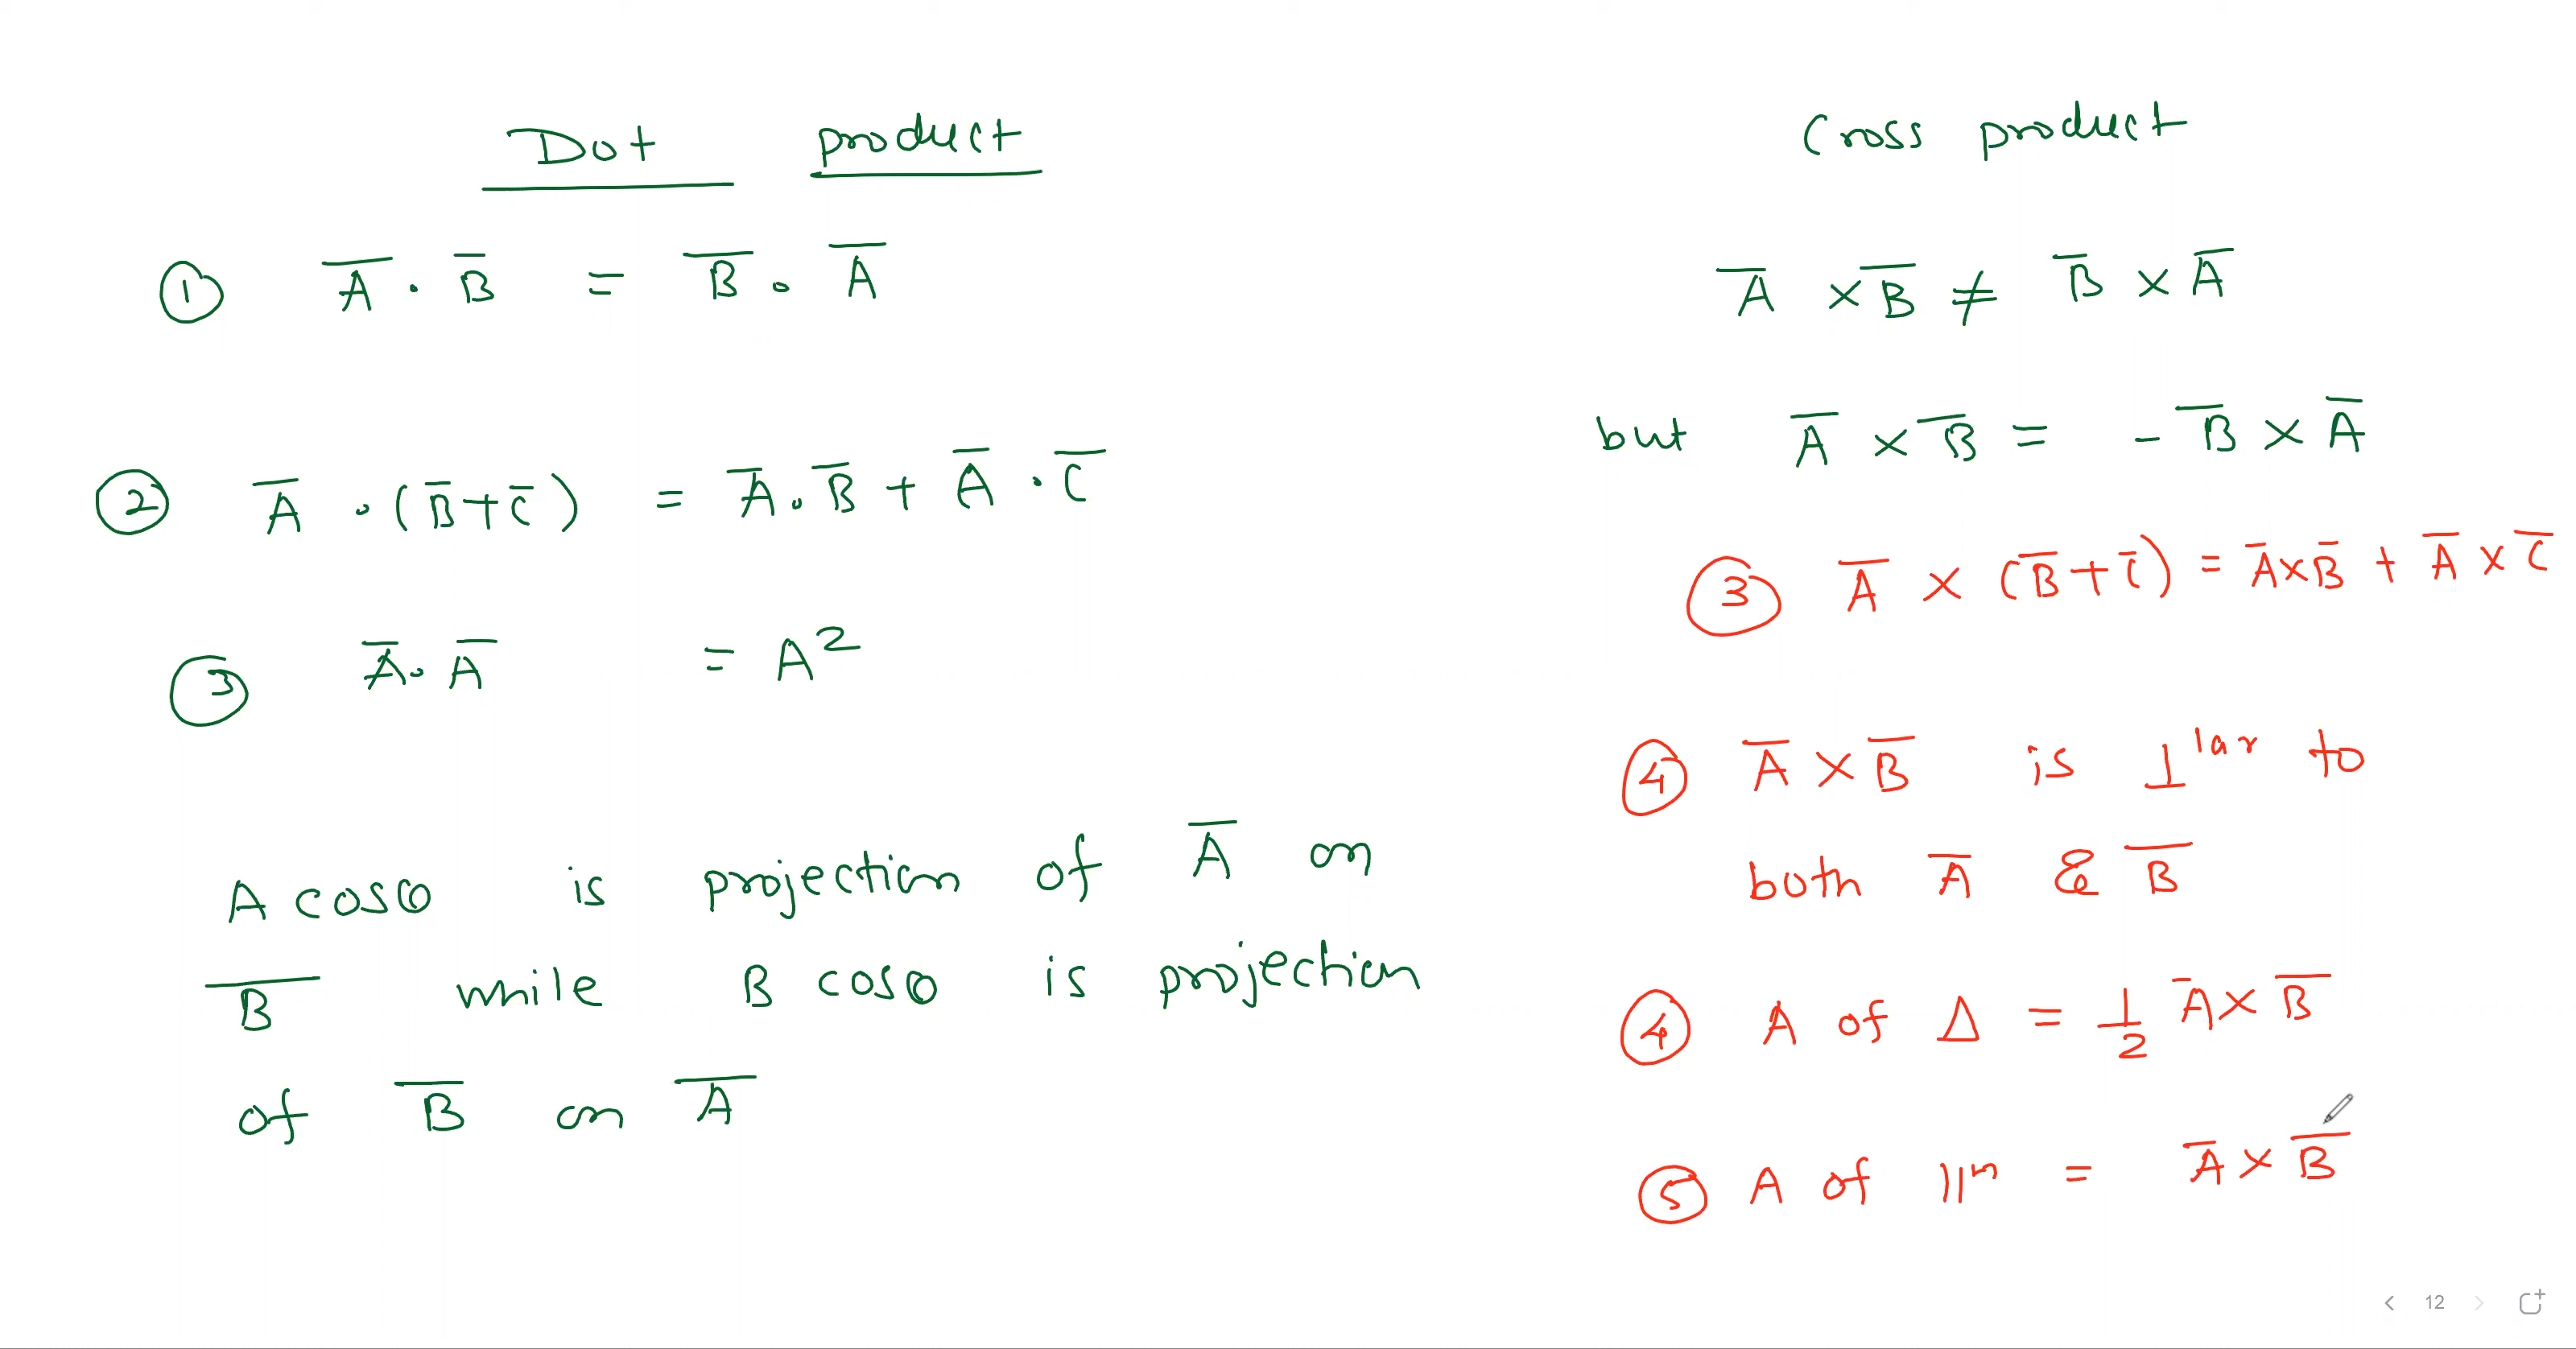 Dot product
① A̅ · B̅ = B̅ · A̅
② A̅ · (B̅ + C̅) = A̅ · B̅ + A̅ · C̅
③ A̅ · A̅ = A²
A cosθ is projection of A̅ on
B̅ while B cosθ is projection
of B̅ on A̅
Cross product
A̅ × B̅ ≠ B̅ × A̅
but A̅ × B̅ = - B̅ × A̅
③ A̅ × (B̅ + C̅) = A̅ × B̅ + A̅ × C̅
④ A̅ × B̅ is ⊥lar to
both A̅ & B̅
④ A of Δ = 1/2 A̅ × B̅
⑤ A of ||m = A̅ × B̅
12